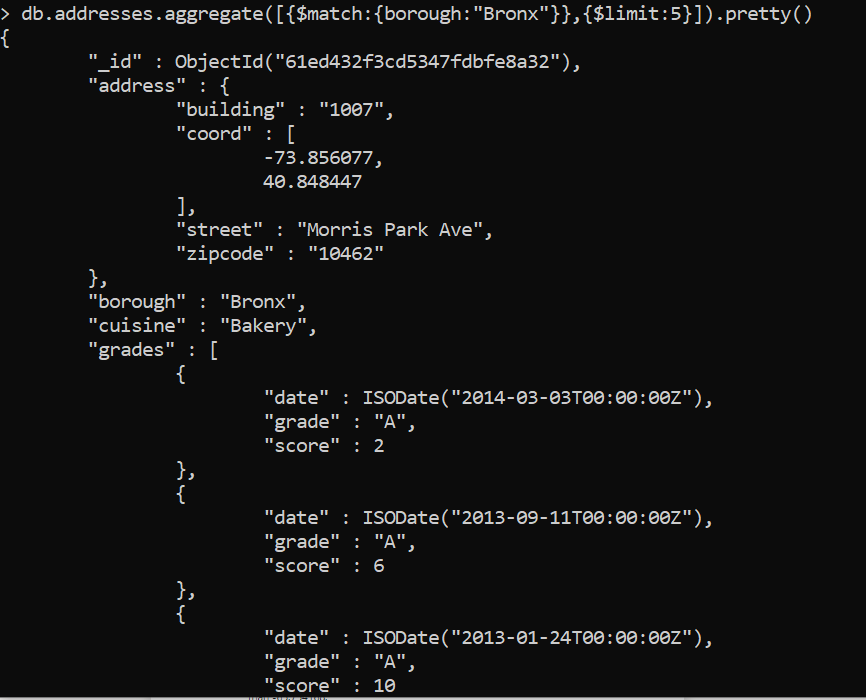 > db.addresses.aggregate([{$match:{borough:"Bronx"}},{$limit:5}]).pretty()
{
"_id" : ObjectId("61ed432f3cd5347fdbfe8a32"),
"address" : {
"building" : "1007",
"coord" : [
-73.856077,
40.848447
],
"street" : "Morris Park Ave",
"zipcode" : "10462"
},
"borough" : "Bronx",
"cuisine" : "Bakery",
"grades" : [
{
"date" : ISODate("2014-03-03T00:00:00Z"),
"grade" : "A",
"score" : 2
},
{
"date" : ISODate("2013-09-11T00:00:00Z"),
"grade" : "A",
"score" : 6
},
{
"date" : ISODate("2013-01-24T00:00:00Z"),
"grade" : "A",
"score" : 10